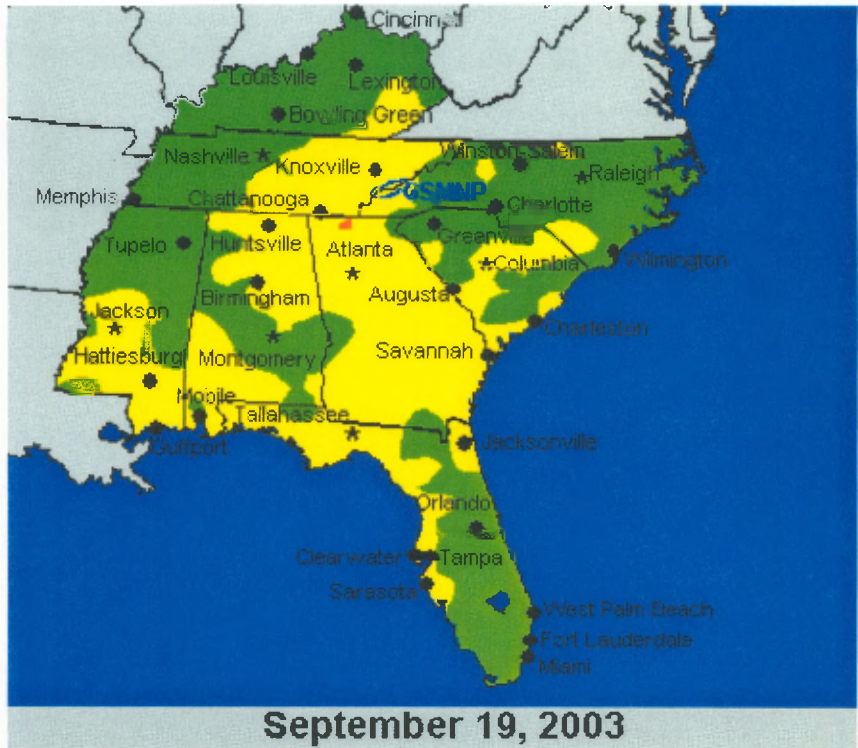 Cincinnati
Louisville
Lexington
Bowling Green
Nashville
Knoxville
Winston-Salem
Raleigh
GSMNP
Memphis
Chattanooga
Charlotte
Tupelo
Huntsville
Atlanta
Greenville
Columbia
Wilmington
Birmingham
Augusta
Jackson
Charleston
Hattiesburg
Montgomery
Savannah
Mobile
Tallahassee
Gulfport
Jacksonville
Orlando
Clearwater
Tampa
Sarasota
West Palm Beach
Fort Lauderdale
Miami
September 19, 2003